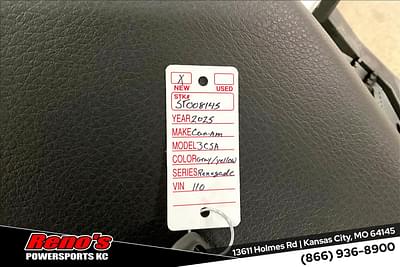 X
NEW USED
STK# ST008145
YEAR 2025
MAKE Can-Am
MODEL 3CSA
COLOR Gray/yellow
SERIES Renegade
VIN 110
Reno's
POWERSPORTS KC
13611 Holmes Rd | Kansas City, MO 64145
(866) 936-8900